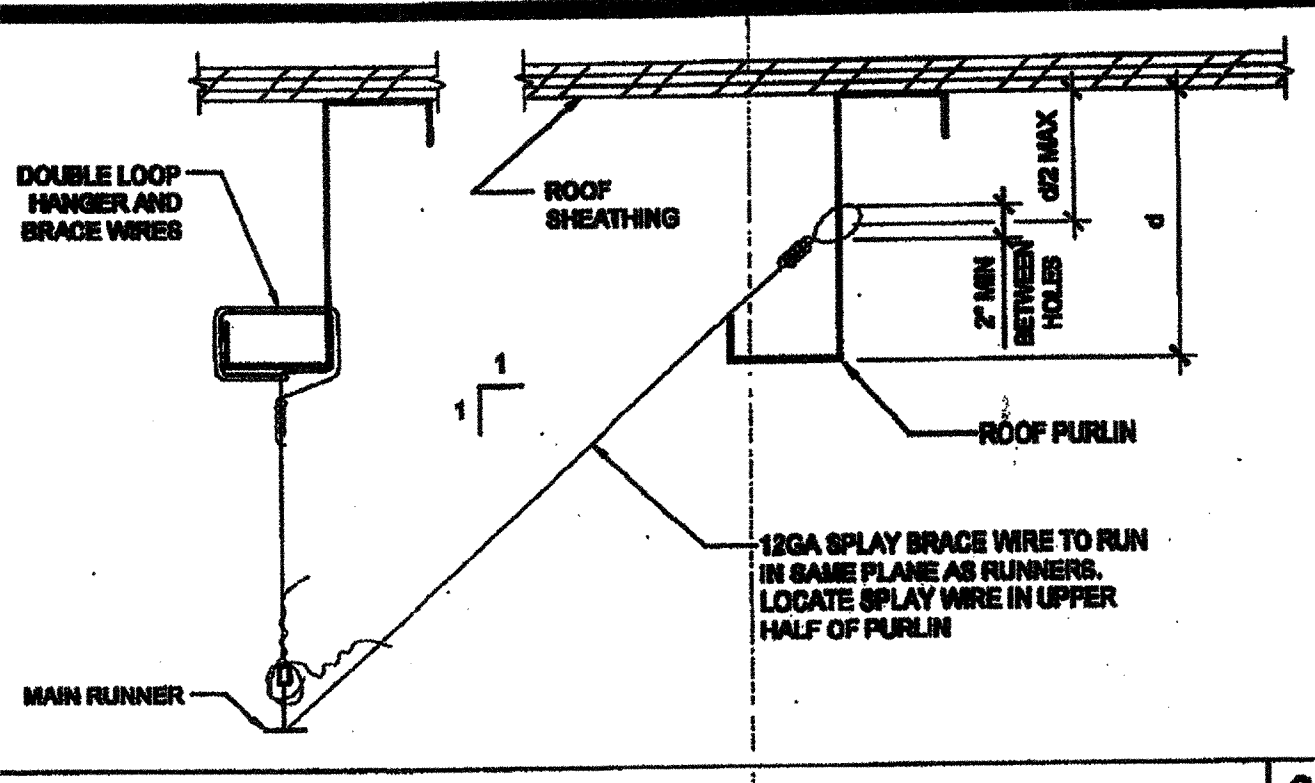 DOUBLE LOOP
HANGER AND
BRACE WIRES
ROOF
SHEATHING
d/2 MAX
d
2" MIN
BETWEEN
HOLES
1
1
ROOF PURLIN
12GA SPLAY BRACE WIRE TO RUN
IN SAME PLANE AS RUNNERS.
LOCATE SPLAY WIRE IN UPPER
HALF OF PURLIN
MAIN RUNNER